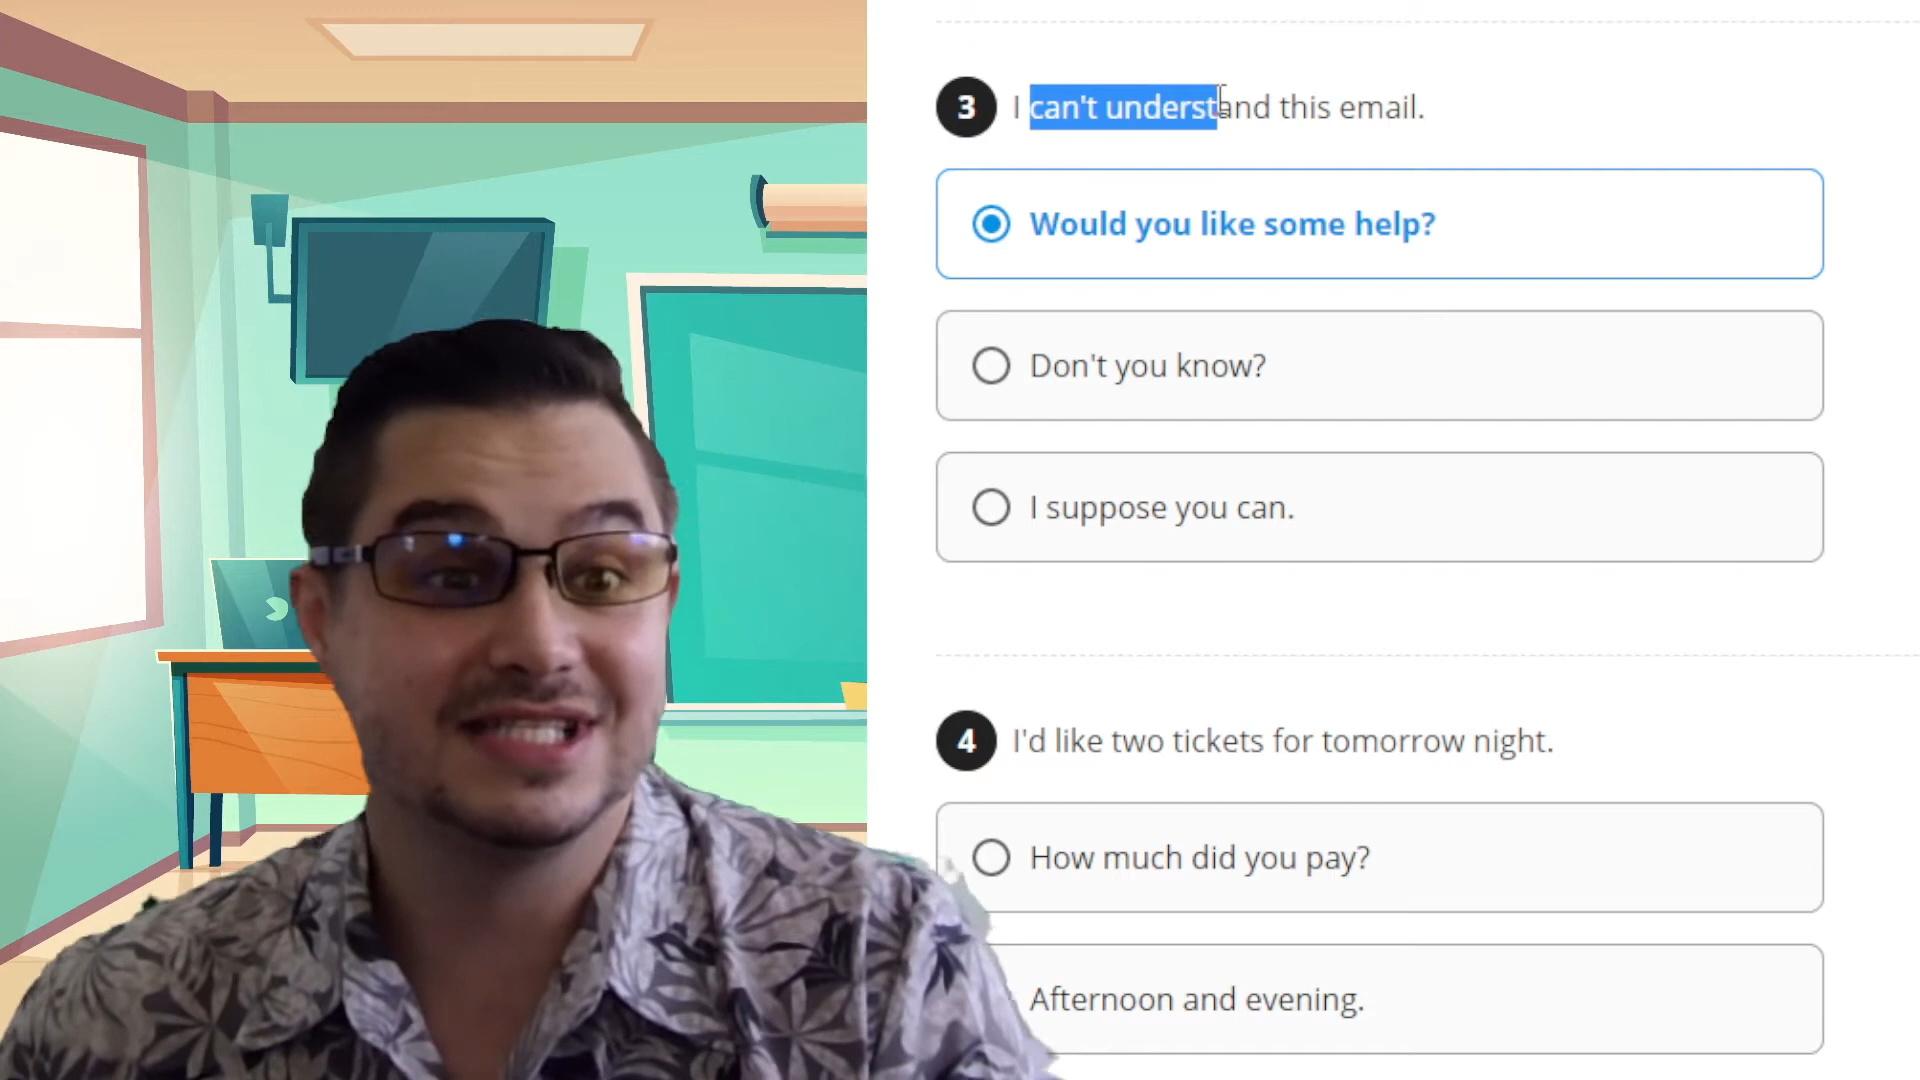 3 I can't understand this email.
Would you like some help?
Don't you know?
I suppose you can.
4 I'd like two tickets for tomorrow night.
How much did you pay?
Afternoon and evening.